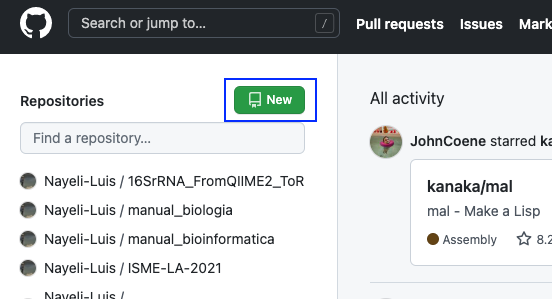 Search or jump to... /
Pull requests Issues Mark
Repositories New
Find a repository...
Nayeli-Luis / 16SrRNA_FromQIIME2_ToR
Nayeli-Luis / manual_biologia
Nayeli-Luis / manual_bioinformatica
Nayeli-Luis / ISME-LA-2021
Nayeli-Luis /
All activity
JohnCoene starred ka
kanaka/mal
mal - Make a Lisp
Assembly 8.2